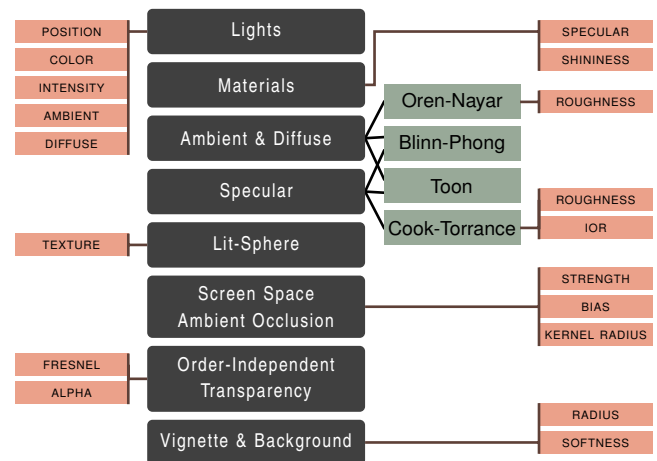 POSITION
COLOR
INTENSITY
AMBIENT
DIFFUSE
Lights
Materials
SPECULAR
SHININESS
Ambient & Diffuse
Specular
Oren-Nayar
Blinn-Phong
Toon
Cook-Torrance
ROUGHNESS
ROUGHNESS
IOR
TEXTURE
Lit-Sphere
Screen Space
Ambient Occlusion
STRENGTH
BIAS
KERNEL RADIUS
FRESNEL
ALPHA
Order-Independent
Transparency
Vignette & Background
RADIUS
SOFTNESS